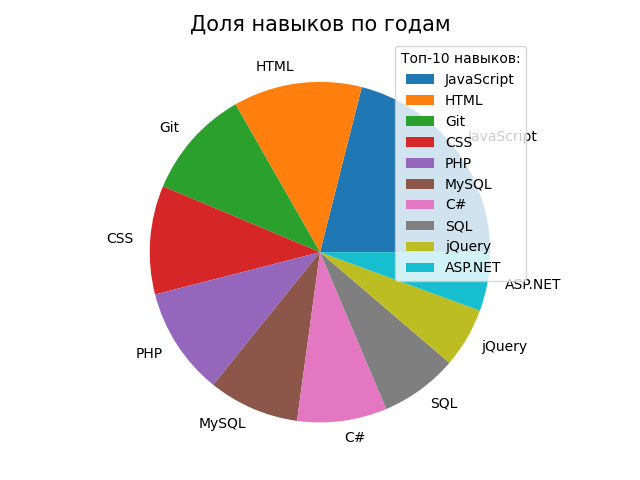 Доля навыков по годам
Топ-10 навыков:
JavaScript
HTML
Git
CSS
PHP
MySQL
C#
SQL
jQuery
ASP.NET
JavaScript
HTML
Git
CSS
PHP
MySQL
C#
SQL
jQuery
ASP.NET